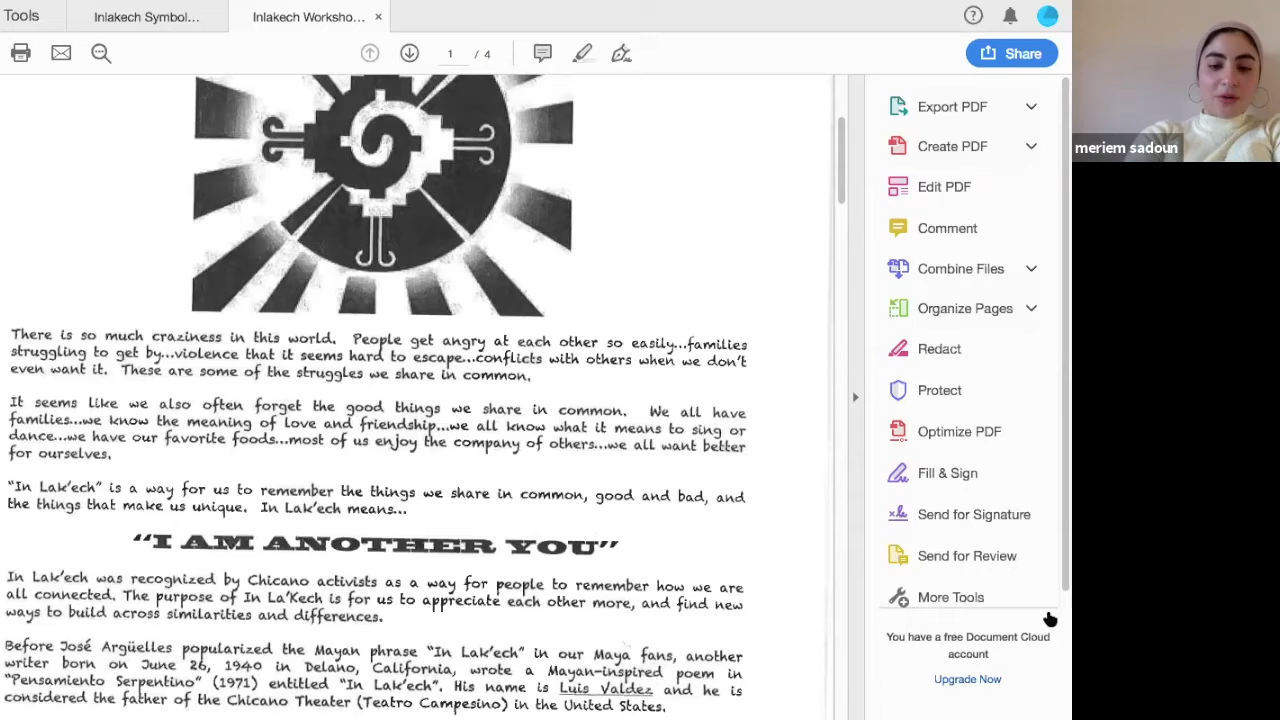 Tools
Inlakech Symbol...
Inlakech Worksho... ×
1 / 4
Share
Export PDF
Create PDF
Edit PDF
Comment
Combine Files
Organize Pages
Redact
Protect
Optimize PDF
Fill & Sign
Send for Signature
Send for Review
More Tools
You have a free Document Cloud
account
Upgrade Now
meriem sadoun
There is so much craziness in this world. People get angry at each other so easily...families
struggling to get by...violence that it seems hard to escape...conflicts with others when we don't
even want it. These are some of the struggles we share in common.
It seems like we also often forget the good things we share in common. We all have
families...we know the meaning of love and friendship...we all know what it means to sing or
dance...we have our favorite foods...most of us enjoy the company of others...we all want better
for ourselves.
"In Lak'ech" is a way for us to remember the things we share in common, good and bad, and
the things that make us unique. In Lak'ech means...
"I AM ANOTHER YOU"
In Lak'ech was recognized by Chicano activists as a way for people to remember how we are
all connected. The purpose of In La'Kech is for us to appreciate each other more, and find new
ways to build across similarities and differences.
Before José Argüelles popularized the Mayan phrase "In Lak'ech" in our Maya fans, another
writer born on June 26, 1940 in Delano, California, wrote a Mayan-inspired poem in
"Pensamiento Serpentino" (1971) entitled "In Lak'ech". His name is Luis Valdez and he is
considered the father of the Chicano Theater (Teatro Campesino) in the United States.